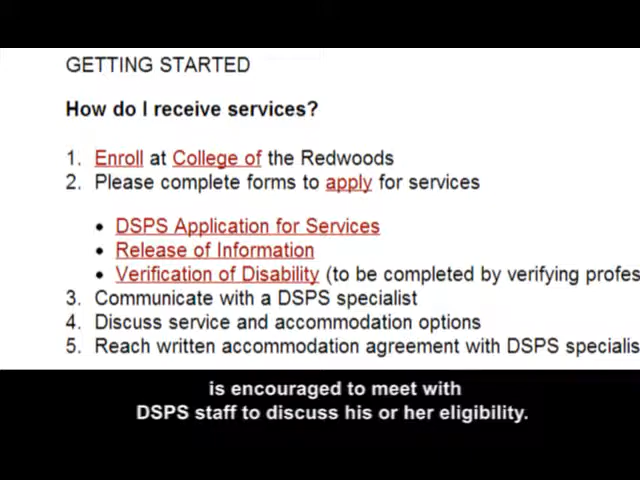 GETTING STARTED
How do I receive services?
1. Enroll at College of the Redwoods
2. Please complete forms to apply for services
• DSPS Application for Services
• Release of Information
• Verification of Disability (to be completed by verifying
3. Communicate with a DSPS specialist
4. Discuss service and accommodation options
5. Reach written accommodation agreement with DSPS
is encouraged to meet with
DSPS staff to discuss his or her eligibility.